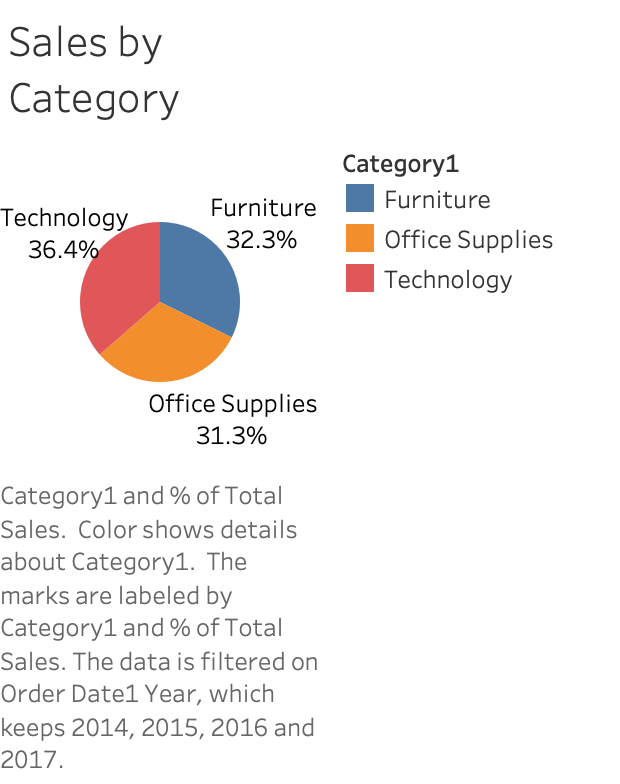 Sales by
Category
Category1
Furniture
Office Supplies
Technology
Technology
36.4%
Furniture
32.3%
Office Supplies
31.3%
Category1 and % of Total
Sales.  Color shows details
about Category1.  The
marks are labeled by
Category1 and % of Total
Sales. The data is filtered on
Order Date1 Year, which
keeps 2014, 2015, 2016 and
2017.